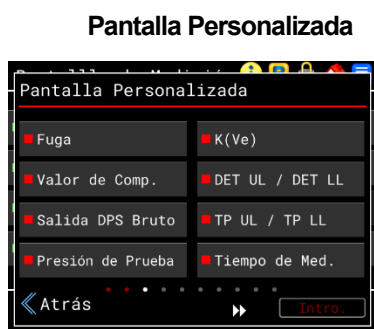 Pantalla Personalizada
Pantalla Personalizada
Fuga
K(Ve)
Valor de Comp.
DET UL / DET LL
Salida DPS Bruto
TP UL / TP LL
Presión de Prueba
Tiempo de Med.
Atrás
Intro.